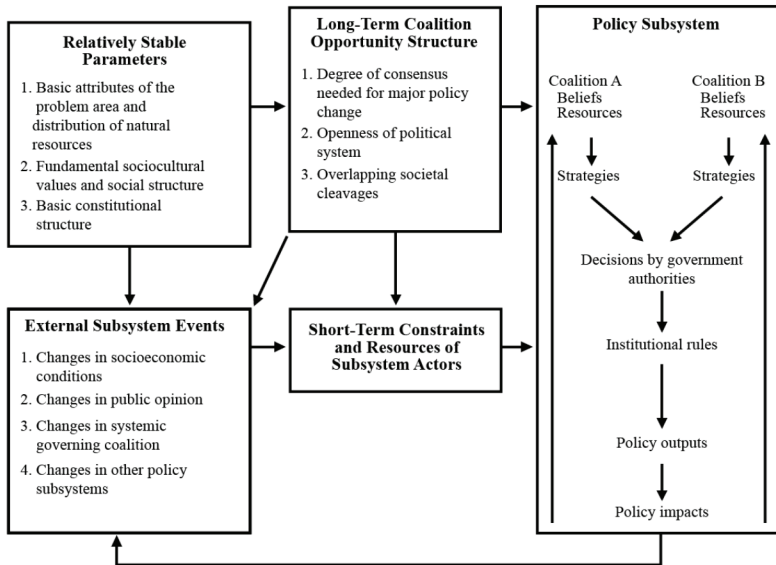 Relatively Stable
Parameters
1. Basic attributes of the
problem area and
distribution of natural
resources
2. Fundamental sociocultural
values and social structure
3. Basic constitutional
structure
Long-Term Coalition
Opportunity Structure
1. Degree of consensus
needed for major policy
change
2. Openness of political
system
3. Overlapping societal
cleavages
Policy Subsystem
Coalition A
Beliefs
Resources
Coalition B
Beliefs
Resources
Strategies
Strategies
Decisions by government
authorities
Institutional rules
Policy outputs
Policy impacts
External Subsystem Events
1. Changes in socioeconomic
conditions
2. Changes in public opinion
3. Changes in systemic
governing coalition
4. Changes in other policy
subsystems
Short-Term Constraints
and Resources of
Subsystem Actors